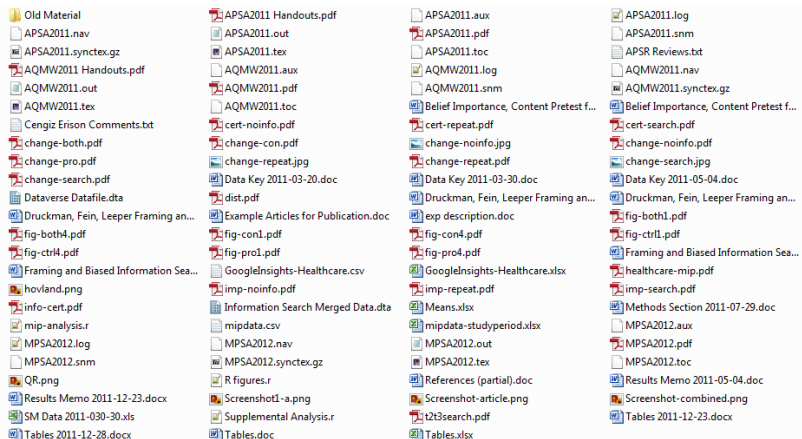 Old Material APSA2011 Handouts.pdf APSA2011.aux APSA2011.log
APSA2011.nav APSA2011.out APSA2011.pdf APSA2011.snm
APSA2011.synctex.gz APSA2011.tex APSA2011.toc APSR Reviews.txt
AQMW2011 Handouts.pdf AQMW2011.aux AQMW2011.log AQMW2011.nav
AQMW2011.out AQMW2011.pdf AQMW2011.snm AQMW2011.synctex.gz
AQMW2011.tex AQMW2011.toc Belief Importance, Content Pretest f... Belief Importance, Content Pretest f...
Cengiz Erison Comments.txt cert-noinfo.pdf cert-repeat.pdf cert-search.pdf
change-both.pdf change-con.pdf change-noinfo.jpg change-noinfo.pdf
change-pro.pdf change-repeat.jpg change-repeat.pdf change-search.jpg
change-search.pdf Data Key 2011-03-20.doc Data Key 2011-03-30.doc Data Key 2011-05-04.doc
Dataverse Datafile.dta dist.pdf Druckman, Fein, Leeper Framing an... Druckman, Fein, Leeper Framing an...
Druckman, Fein, Leeper Framing an... Example Articles for Publication.doc exp description.doc fig-both1.pdf
fig-both4.pdf fig-con1.pdf fig-con4.pdf fig-ctrl1.pdf
fig-ctrl4.pdf fig-pro1.pdf fig-pro4.pdf Framing and Biased Information Sea...
Framing and Biased Information Sea... GoogleInsights-Healthcare.csv GoogleInsights-Healthcare.xlsx healthcare-mip.pdf
hovland.png imp-noinfo.pdf imp-repeat.pdf imp-search.pdf
info-cert.pdf Information Search Merged Data.dta Means.xlsx Methods Section 2011-07-29.doc
mip-analysis.r mipdata.csv mipdata-studyperiod.xlsx MPSA2012.aux
MPSA2012.log MPSA2012.nav MPSA2012.out MPSA2012.pdf
MPSA2012.snm MPSA2012.synctex.gz MPSA2012.tex MPSA2012.toc
QR.png R figures.r References (partial).doc Results Memo 2011-05-04.doc
Results Memo 2011-12-23.docx Screenshot1-a.png Screenshot-article.png Screenshot-combined.png
SM Data 2011-030-30.xls Supplemental Analysis.r t2t3search.pdf Tables 2011-12-23.docx
Tables 2011-12-28.docx Tables.doc Tables.xlsx